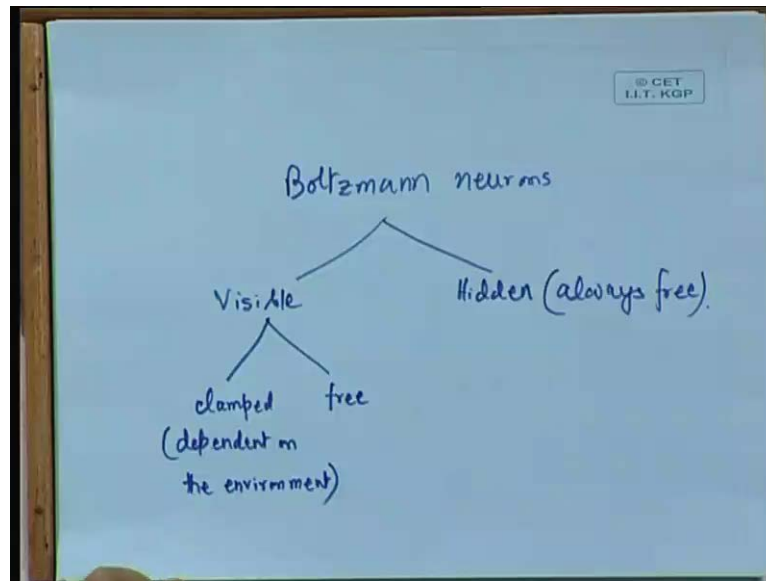 © CET
I.I.T. KGP
Boltzmann neurons
Visible Hidden (always free).
clamped free
(dependent on
the environment)